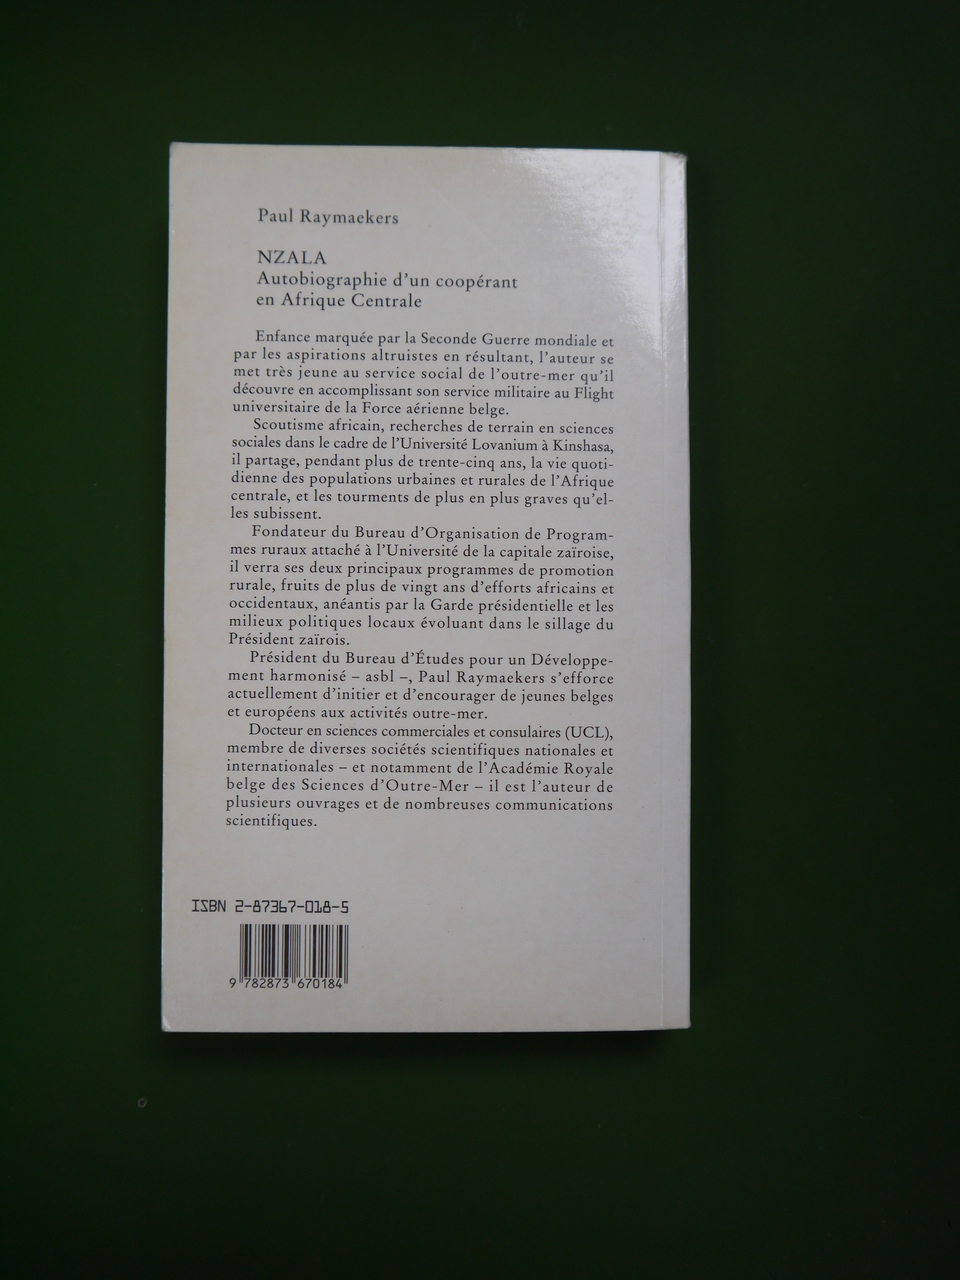 Paul Raymaekers
NZALA
Autobiographie d'un coopérant
en Afrique Centrale
Enfance marquée par la Seconde Guerre mondiale et
par les aspirations altruistes en résultant, l'auteur se
met très jeune au service social de l'outre-mer qu'il
découvre en accomplissant son service militaire au Flight
universitaire de la Force aérienne belge.
Scoutisme africain, recherches de terrain en sciences
sociales dans le cadre de l'Université Lovanium à Kinshasa,
il partage, pendant plus de trente-cinq ans, la vie quoti-
dienne des populations urbaines et rurales de l'Afrique
centrale, et les tourments de plus en plus graves qu'el-
les subissent.
Fondateur du Bureau d'Organisation de Program-
mes ruraux attaché à l'Université de la capitale zaïroise,
il verra ses deux principaux programmes de promotion
rurale, fruits de plus de vingt ans d'efforts africains et
occidentaux, anéantis par la Garde présidentielle et les
milieux politiques locaux évoluant dans le sillage du
Président zaïrois.
Président du Bureau d'Études pour un Développe-
ment harmonisé – asbl –, Paul Raymaekers s'efforce
actuellement d'initier et d'encourager de jeunes belges
et européens aux activités outre-mer.
Docteur en sciences commerciales et consulaires (UCL),
membre de diverses sociétés scientifiques nationales et
internationales – et notamment de l'Académie Royale
belge des Sciences d'Outre-Mer – il est l'auteur de
plusieurs ouvrages et de nombreuses communications
scientifiques.
ISBN 2-87367-018-5
9 782873 670184